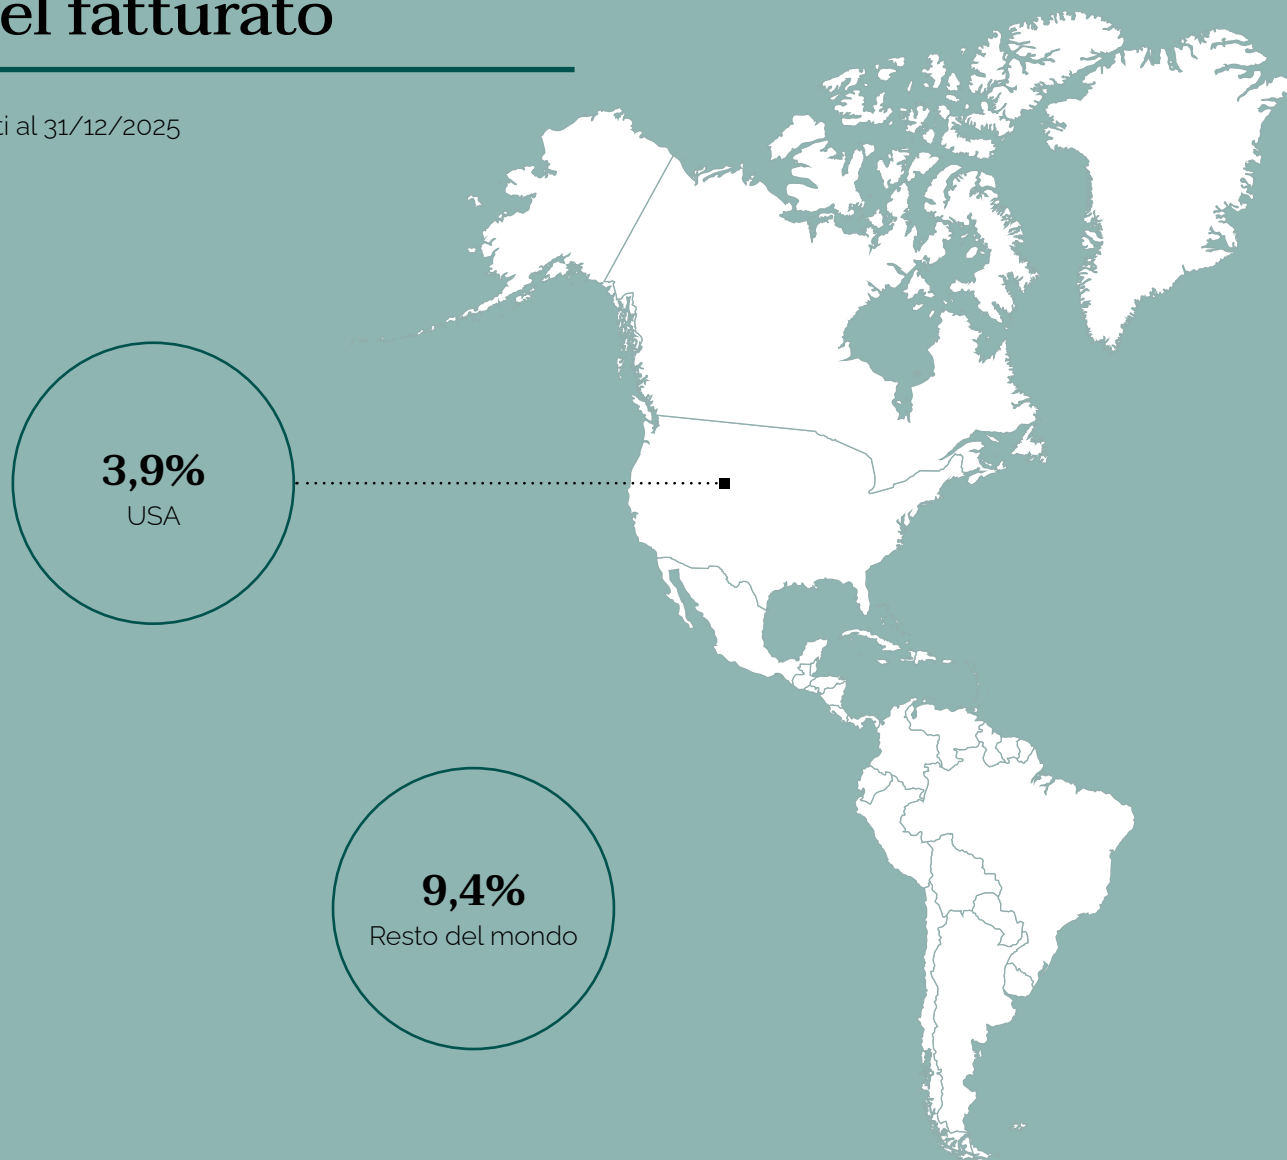 el fatturato
ti al 31/12/2025
3,9%
USA
9,4%
Resto del mondo